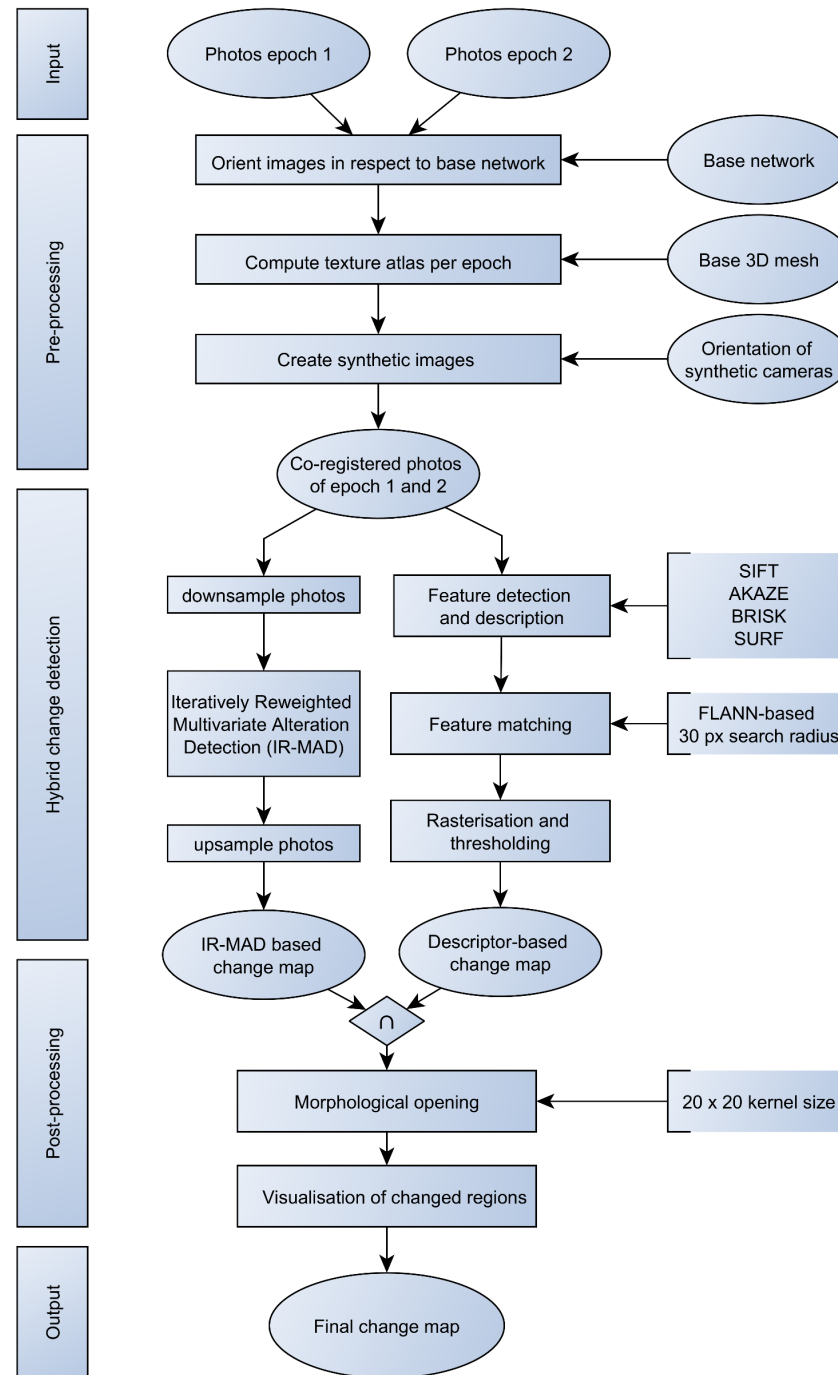 Input
Photos epoch 1
Photos epoch 2
Pre-processing
Orient images in respect to base network
Base network
Compute texture atlas per epoch
Base 3D mesh
Create synthetic images
Orientation of
synthetic cameras
Co-registered photos
of epoch 1 and 2
Hybrid change detection
downsample photos
Iteratively Reweighted
Multivariate Alteration
Detection (IR-MAD)
upsample photos
IR-MAD based
change map
Feature detection
and description
SIFT
AKAZE
BRISK
SURF
Feature matching
FLANN-based
30 px search radius
Rasterisation and
thresholding
Descriptor-based
change map
Post-processing
∩
Morphological opening
20 x 20 kernel size
Visualisation of changed regions
Output
Final change map